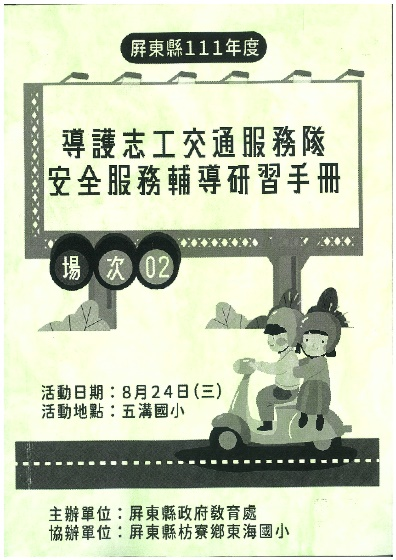 屏東縣111年度
導護志工交通服務隊
安全服務輔導研習手冊
場次02
活動日期：8月24日(三)
活動地點：五溝國小
主辦單位：屏東縣政府教育處
協辦單位：屏東縣枋寮鄉東海國小